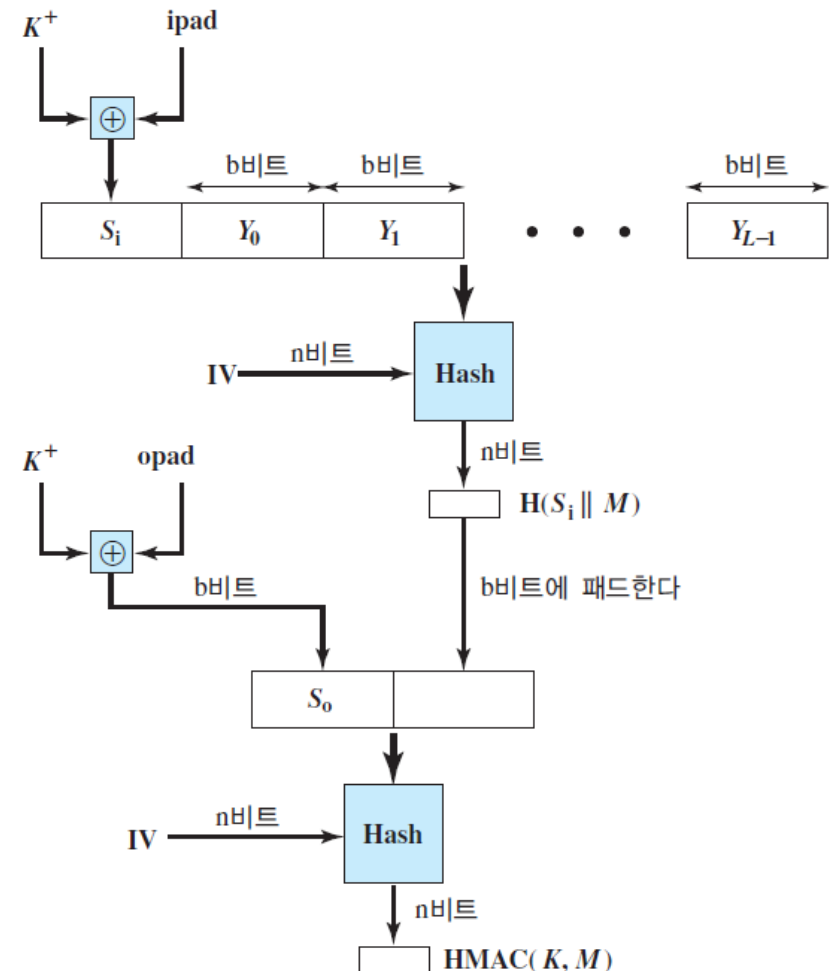 K+ ipad
⊕
b비트 b비트 b비트
Si Y0 Y1 • • • YL−1
n비트
IV Hash
n비트
K+ opad
H(Si || M)
⊕
b비트 b비트에 패드한다
So
n비트
IV Hash
n비트
HMAC(K, M)